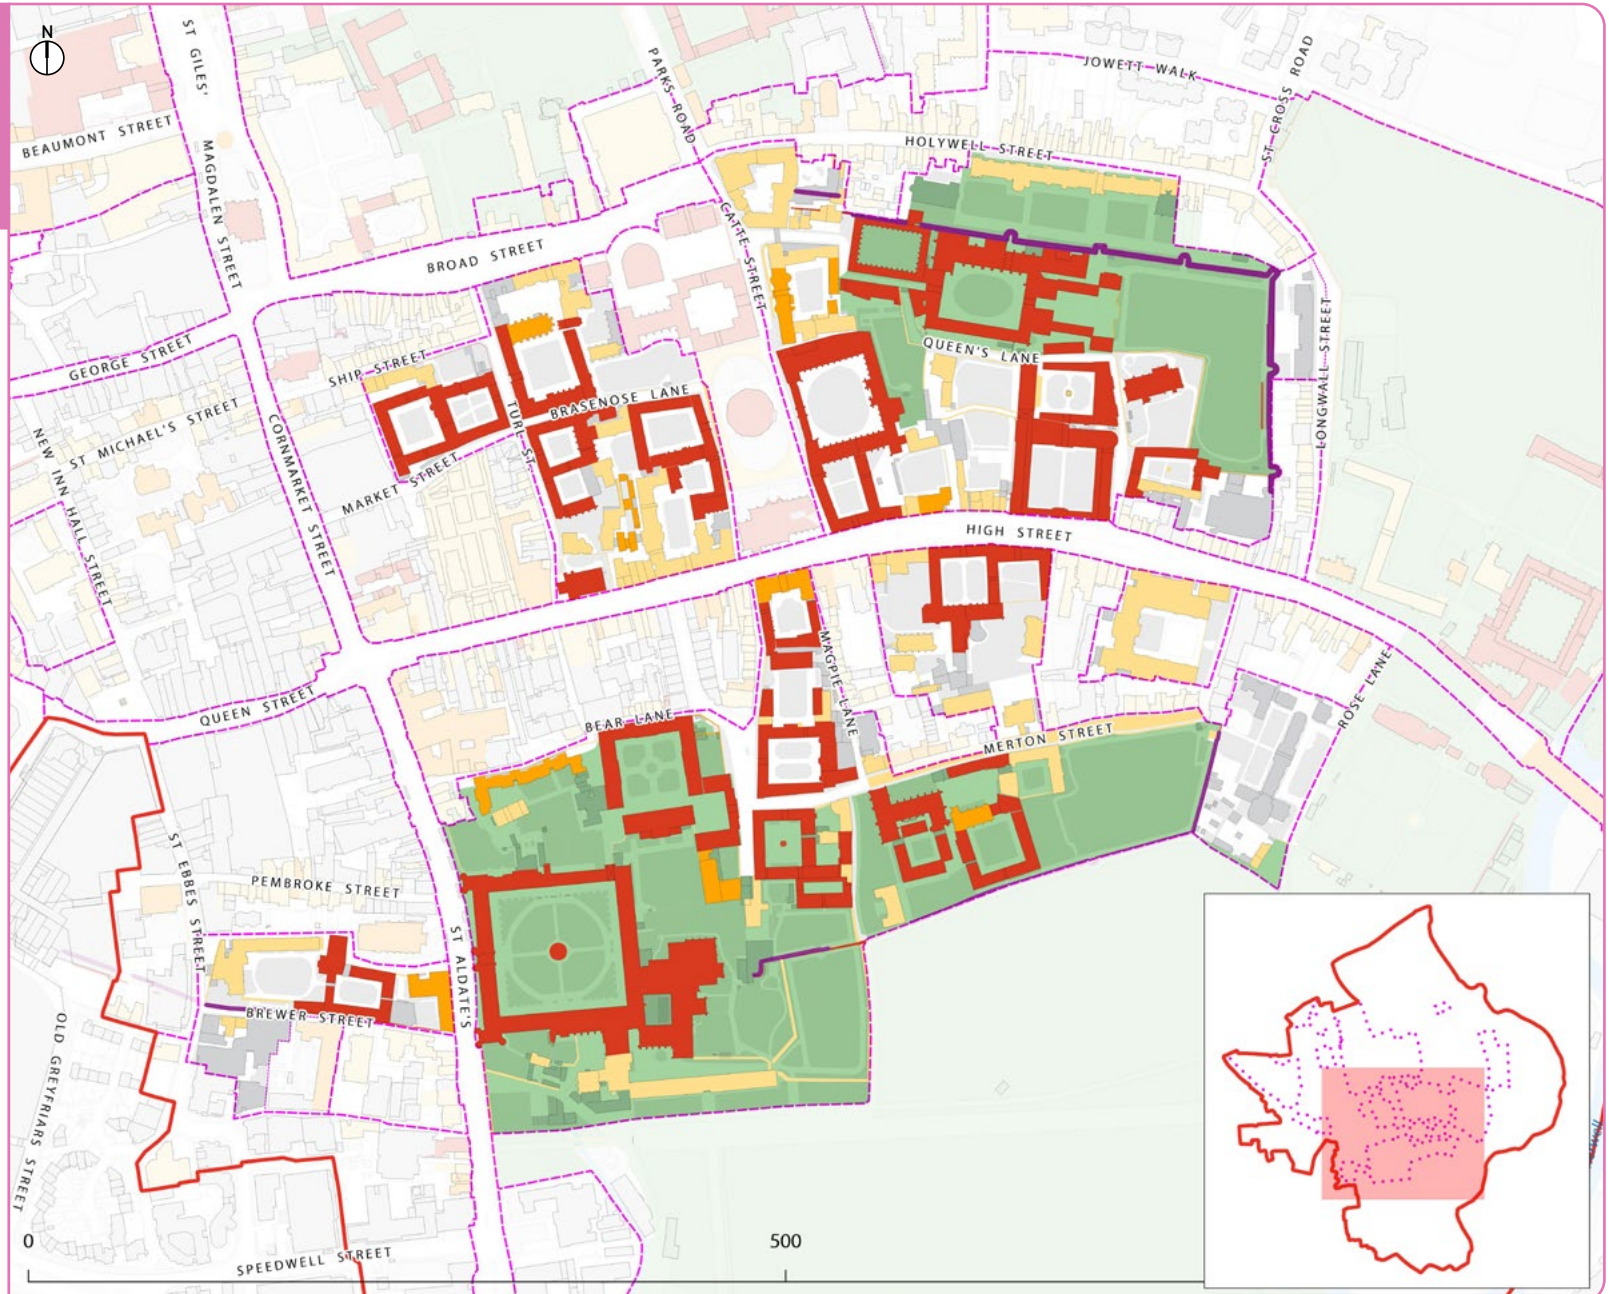 N
ST GILES'
PARKS ROAD
JOWETT WALK
ST CROSS ROAD
BEAUMONT STREET
MAGDALEN STREET
HOLYWELL STREET
CATTE STREET
BROAD STREET
GEORGE STREET
SHIP STREET
QUEEN'S LANE
LONGWALL STREET
ST MICHAEL'S STREET
TURL ST
BRASENOSE LANE
NEW INN HALL STREET
CORNMARKET STREET
MARKET STREET
HIGH STREET
MAGPIE LANE
ROSE LANE
QUEEN STREET
BEAR LANE
MERTON STREET
ST EBBES STREET
PEMBROKE STREET
ST ALDATE'S
BREWER STREET
OLD GREYFRIARS STREET
0
500
SPEEDWELL STREET